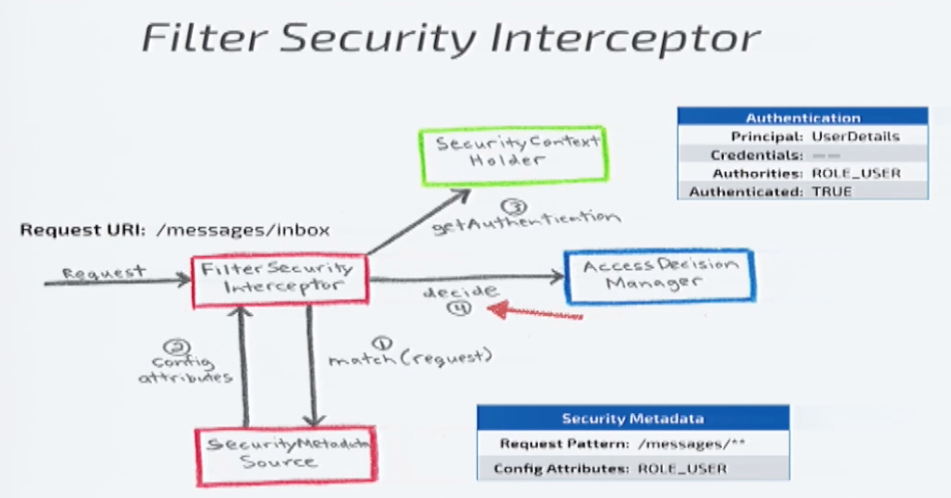 Filter Security Interceptor
Authentication
Principal: UserDetails
Credentials: ——
Authorities: ROLE_USER
Authenticated: TRUE
SecurityContext
Holder
③
getAuthentication
Request URI: /messages/inbox
Request
FilterSecurity
Interceptor
decide
④
AccessDecision
Manager
②
config
attributes
①
match(request)
SecurityMetadata
Source
Security Metadata
Request Pattern: /messages/**
Config Attributes: ROLE_USER